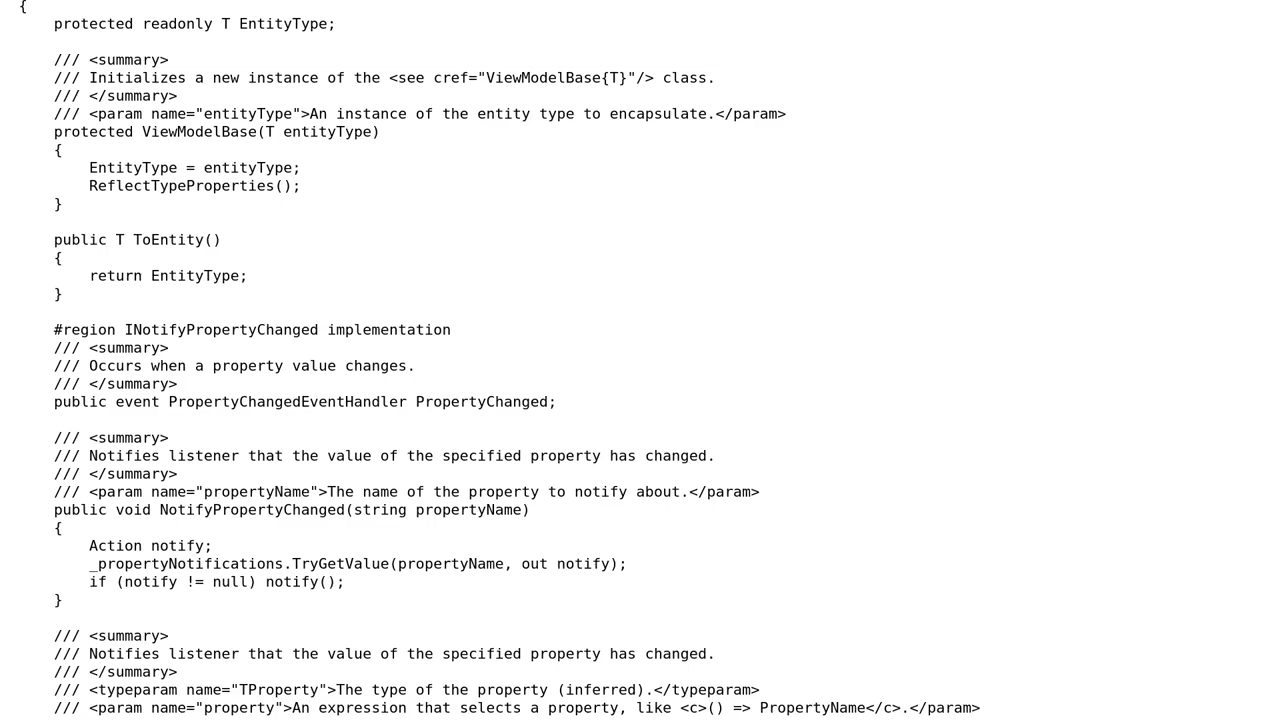 {
    protected readonly T EntityType;

    /// <summary>
    /// Initializes a new instance of the <see cref="ViewModelBase{T}"/> class.
    /// </summary>
    /// <param name="entityType">An instance of the entity type to encapsulate.</param>
    protected ViewModelBase(T entityType)
    {
        EntityType = entityType;
        ReflectTypeProperties();
    }

    public T ToEntity()
    {
        return EntityType;
    }

    #region INotifyPropertyChanged implementation
    /// <summary>
    /// Occurs when a property value changes.
    /// </summary>
    public event PropertyChangedEventHandler PropertyChanged;

    /// <summary>
    /// Notifies listener that the value of the specified property has changed.
    /// </summary>
    /// <param name="propertyName">The name of the property to notify about.</param>
    public void NotifyPropertyChanged(string propertyName)
    {
        Action notify;
        _propertyNotifications.TryGetValue(propertyName, out notify);
        if (notify != null) notify();
    }

    /// <summary>
    /// Notifies listener that the value of the specified property has changed.
    /// </summary>
    /// <typeparam name="TProperty">The type of the property (inferred).</typeparam>
    /// <param name="property">An expression that selects a property, like <c>() => PropertyName</c>.</param>